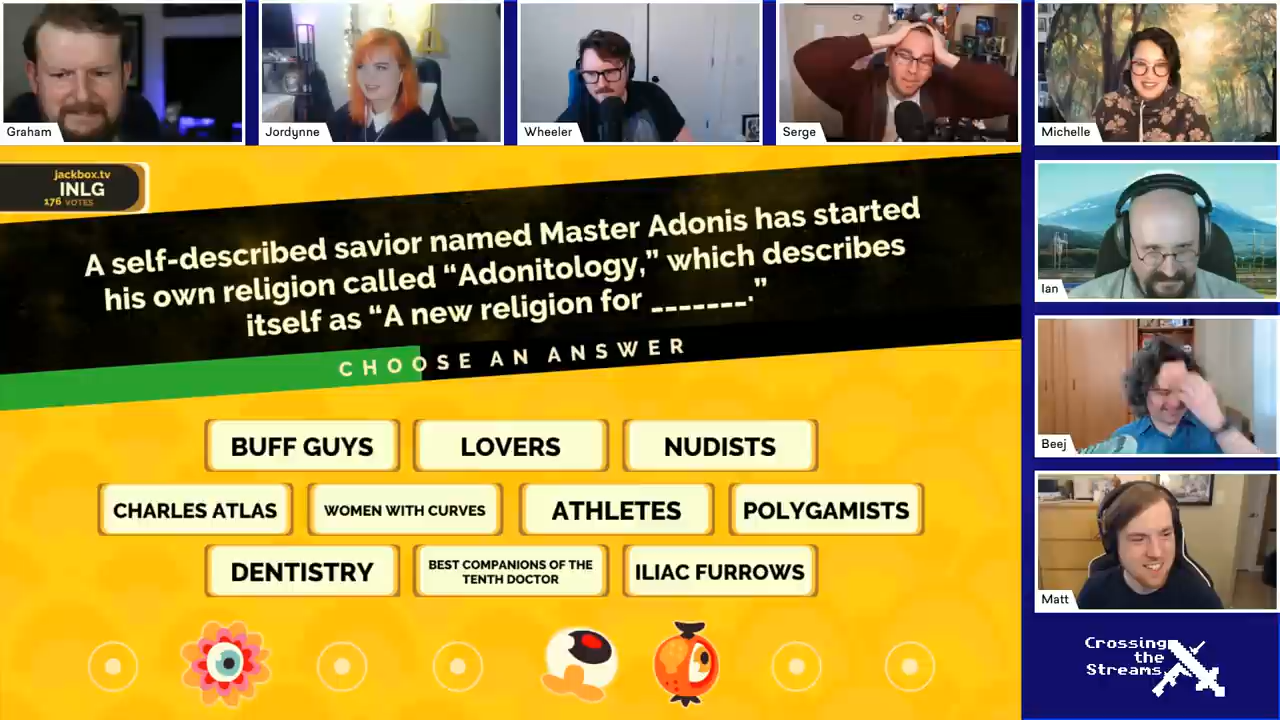 Graham
Jordynne
Wheeler
Serge
Michelle
jackbox.tv
INLG
176 VOTES
A self-described savior named Master Adonis has started
his own religion called “Adonitology,” which describes
itself as “A new religion for _______.”
CHOOSE AN ANSWER
Ian
BUFF GUYS
LOVERS
NUDISTS
Beej
CHARLES ATLAS
WOMEN WITH CURVES
ATHLETES
POLYGAMISTS
DENTISTRY
BEST COMPANIONS OF THE
TENTH DOCTOR
ILIAC FURROWS
Matt
Crossing
the
Streams